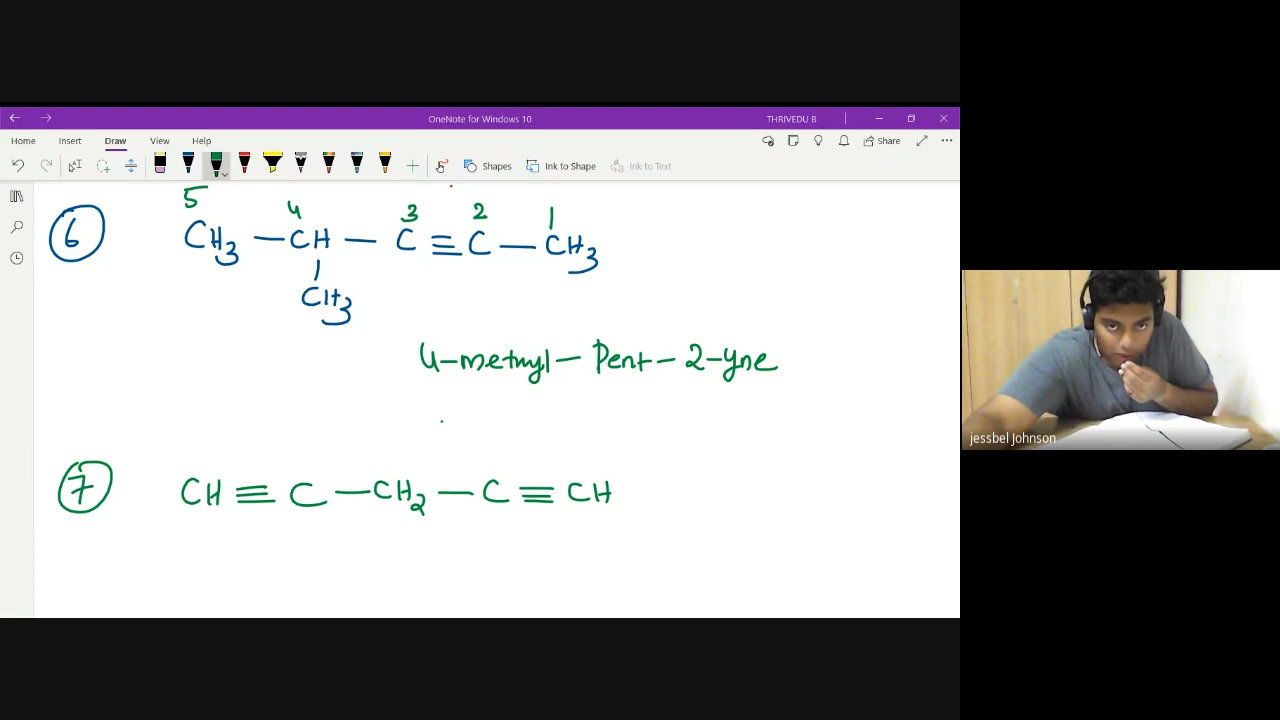 OneNote for Windows 10
THRIVEDU B
Home Insert Draw View Help
Share
Shapes Ink to Shape Ink to Text
5 4 3 2 1
6 CH3 — CH — C ≡ C — CH3
|
CH3
4-methyl - Pent - 2-yne
jessbel Johnson
7 CH ≡ C — CH2 — C ≡ CH